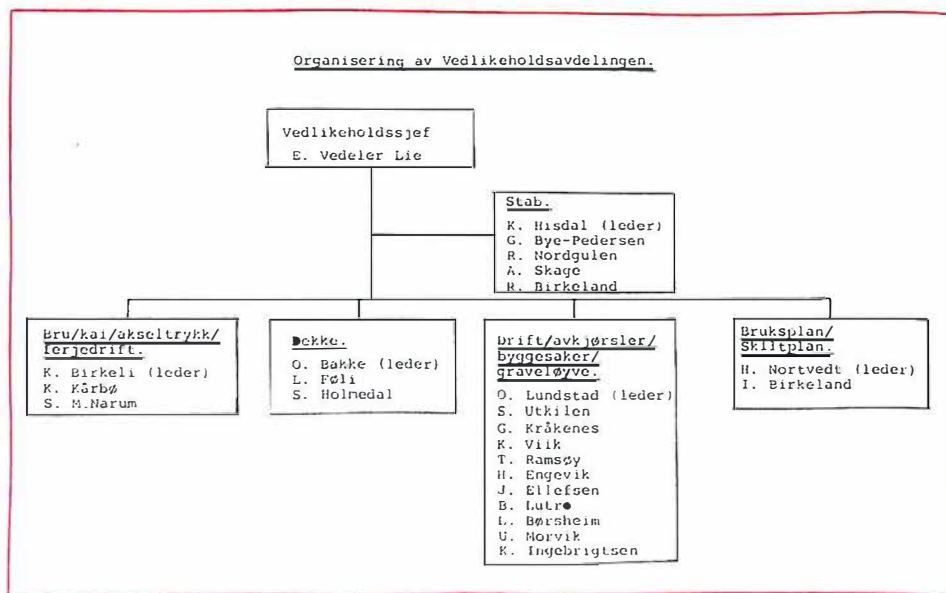 Organisering av Vedlikeholdsavdelingen.
Vedlikeholdssjef
E. Vedeler Lie
Stab.
K. Hisdal (leder)
G. Bye-Pedersen
R. Nordgulen
A. Skage
R. Birkeland
Bru/kai/akseltrykk/
ferjedrift.
K. Birkeli (leder)
K. Kårbø
S. M.Narum
Dekke.
O. Bakke (leder)
L. Føli
S. Holmedal
Drift/avkjørsler/
byggesaker/
graveløyve.
O. Lundstad (leder)
S. Utkilen
G. Kråkenes
K. Viik
T. Ramsøy
H. Engevik
J. Ellefsen
B. Lutro
L. Børsheim
U. Morvik
K. Ingebrigtsen
Bruksplan/
Skiltplan.
H. Nortvedt (leder)
I. Birkeland